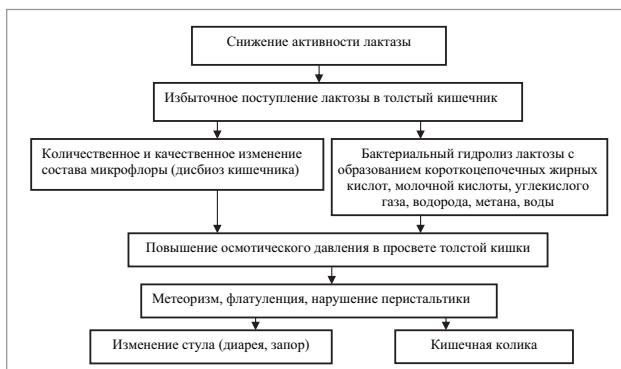 Снижение активности лактазы
Избыточное поступление лактозы в толстый кишечник
Количественное и качественное изменение
состава микрофлоры (дисбиоз кишечника)
Бактериальный гидролиз лактозы с
образованием короткоцепочечных жирных
кислот, молочной кислоты, углекислого
газа, водорода, метана, воды
Повышение осмотического давления в просвете толстой кишки
Метеоризм, флатуленция, нарушение перистальтики
Изменение стула (диарея, запор)
Кишечная колика